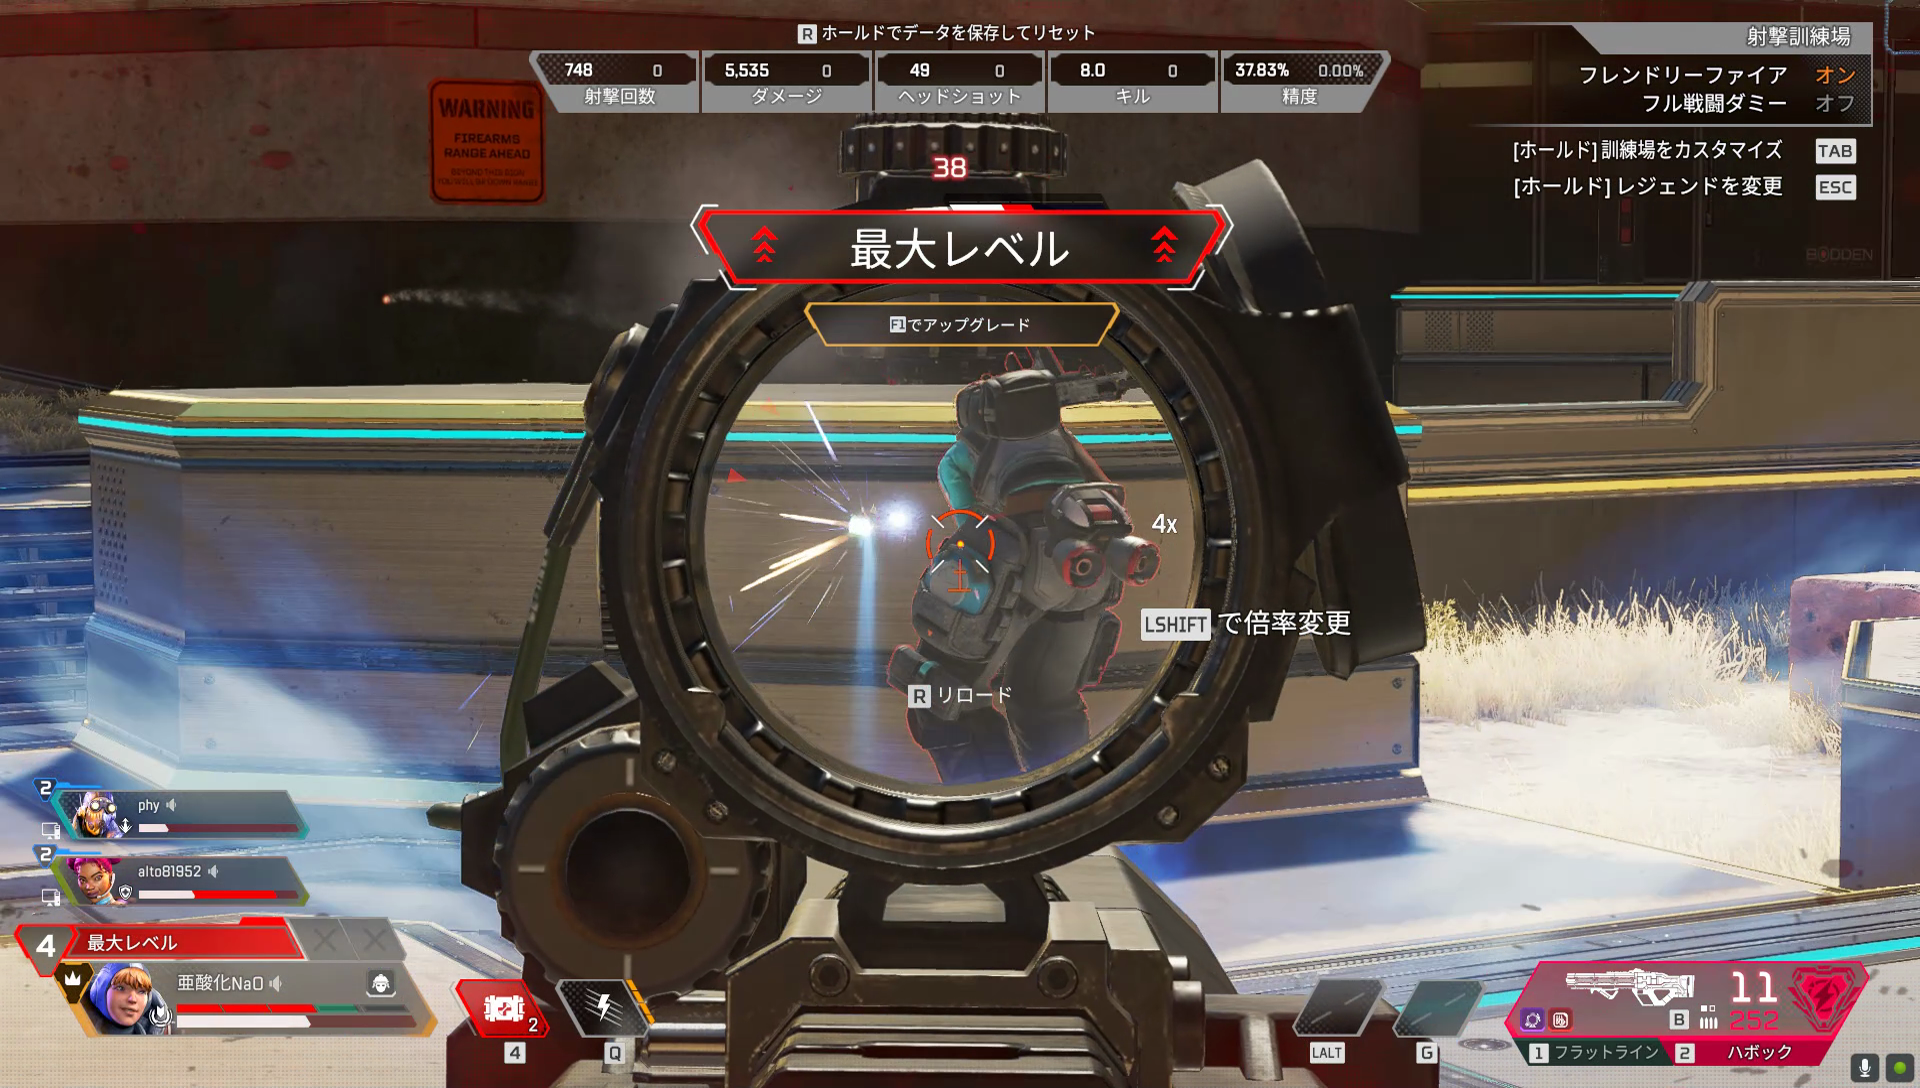 R ホールドでデータを保存してリセット
748 0 5,535 0 49 0 8.0 0 37.83% 0.00%
射撃回数 ダメージ ヘッドショット キル 精度
射撃訓練場
フレンドリーファイア オン
フル戦闘ダミー オフ
[ホールド]訓練場をカスタマイズ TAB
[ホールド]レジェンドを変更 ESC
WARNING
FIREARMS
RANGE AHEAD
38
最大レベル
F1でアップグレード
BODDEN
4x
LSHIFT で倍率変更
R リロード
2
phy
2
alto81952
4 最大レベル
亜酸化NaO
2
4 Q
LALT G
11
B 252
1 フラットライン 2 ハボック